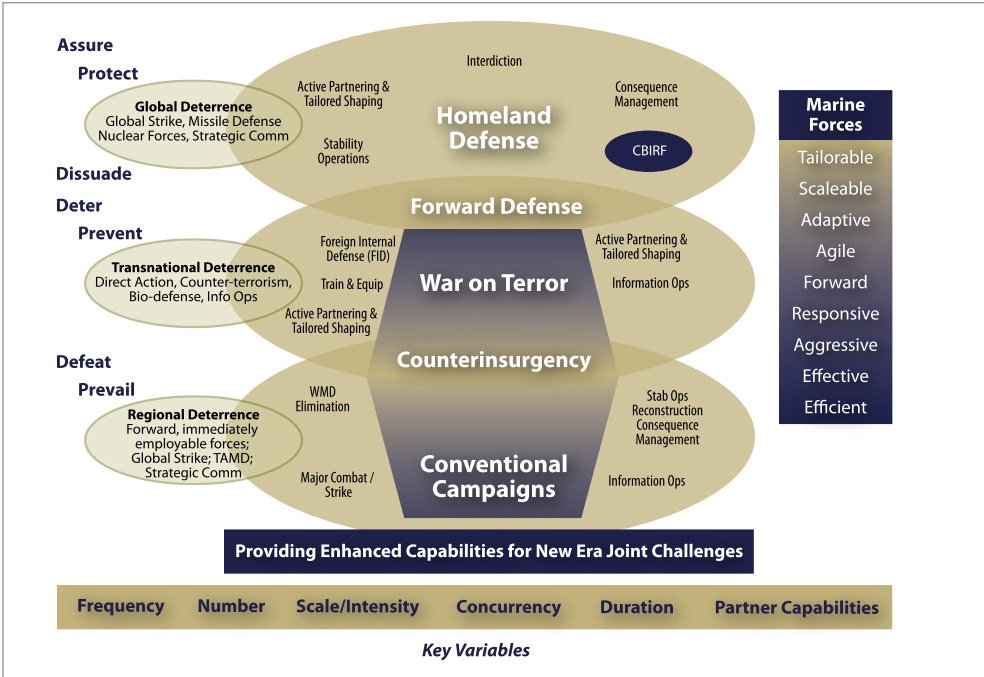 Assure
Protect
Global Deterrence
Global Strike, Missile Defense
Nuclear Forces, Strategic Comm
Dissuade
Deter
Prevent
Transnational Deterrence
Direct Action, Counter-terrorism,
Bio-defense, Info Ops
Defeat
Prevail
Regional Deterrence
Forward, immediately
employable forces;
Global Strike; TAMD;
Strategic Comm
Interdiction
Active Partnering &
Tailored Shaping
Consequence
Management
Homeland
Defense
Stability
Operations
CBIRF
Forward Defense
Foreign Internal
Defense (FID)
Active Partnering &
Tailored Shaping
War on Terror
Train & Equip
Information Ops
Active Partnering &
Tailored Shaping
Counterinsurgency
WMD
Elimination
Stab Ops
Reconstruction
Consequence
Management
Conventional
Campaigns
Major Combat /
Strike
Information Ops
Marine
Forces
Tailorable
Scaleable
Adaptive
Agile
Forward
Responsive
Aggressive
Effective
Efficient
Providing Enhanced Capabilities for New Era Joint Challenges
Frequency Number Scale/Intensity Concurrency Duration Partner Capabilities
Key Variables